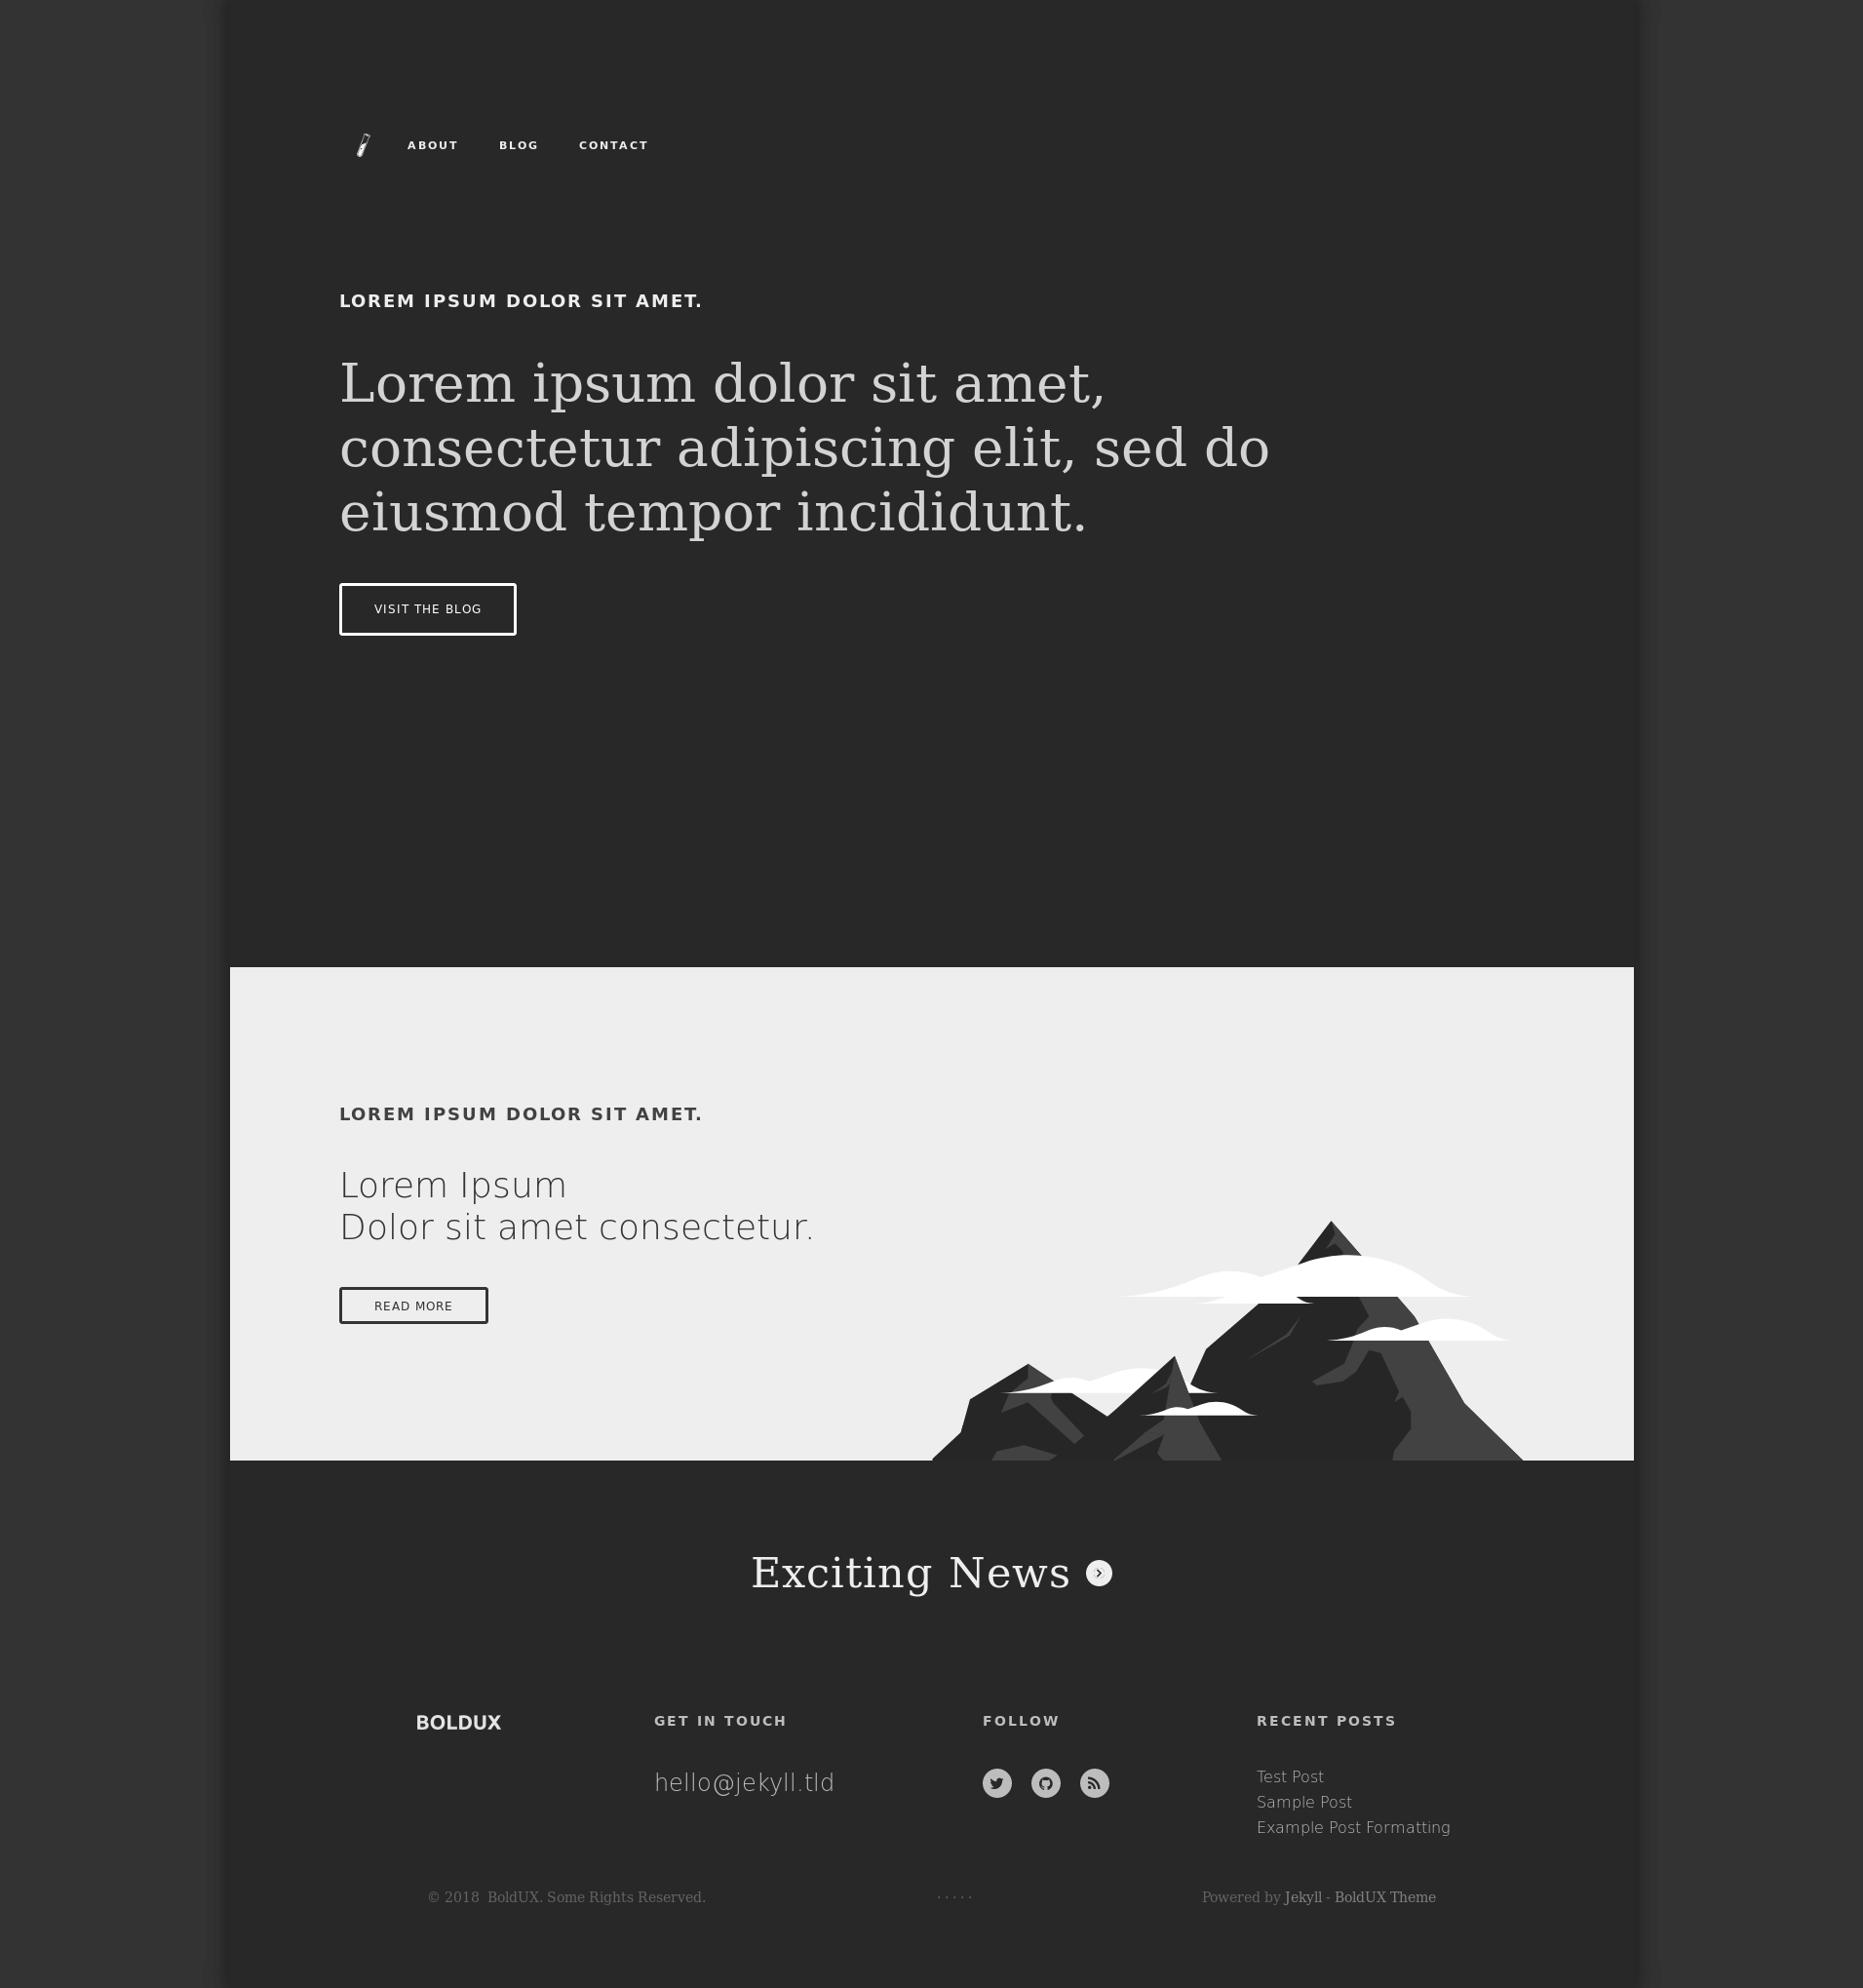 ABOUT BLOG CONTACT
LOREM IPSUM DOLOR SIT AMET.
Lorem ipsum dolor sit amet,
consectetur adipiscing elit, sed do
eiusmod tempor incididunt.
VISIT THE BLOG
LOREM IPSUM DOLOR SIT AMET.
Lorem Ipsum
Dolor sit amet consectetur.
READ MORE
Exciting News
BOLDUX
GET IN TOUCH
hello@jekyll.tld
FOLLOW
RECENT POSTS
Test Post
Sample Post
Example Post Formatting
© 2018 BoldUX. Some Rights Reserved.
· · · · ·
Powered by Jekyll - BoldUX Theme